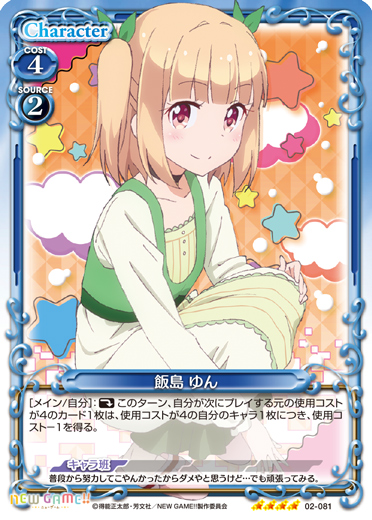 Character
COST
4
SOURCE
2
飯島 ゆん
[メイン/自分]: このターン、自分が次にプレイする元の使用コスト
が4のカード1枚は、使用コストが4の自分のキャラ1枚につき、使用コ
ストー1を得る。
キャラ班
普段から努力してこやんかったからダメやと思うけど…でも頑張ってみる。
NEW GAME!!
©得能正太郎・芳文社/NEW GAME!!製作委員会
02-081